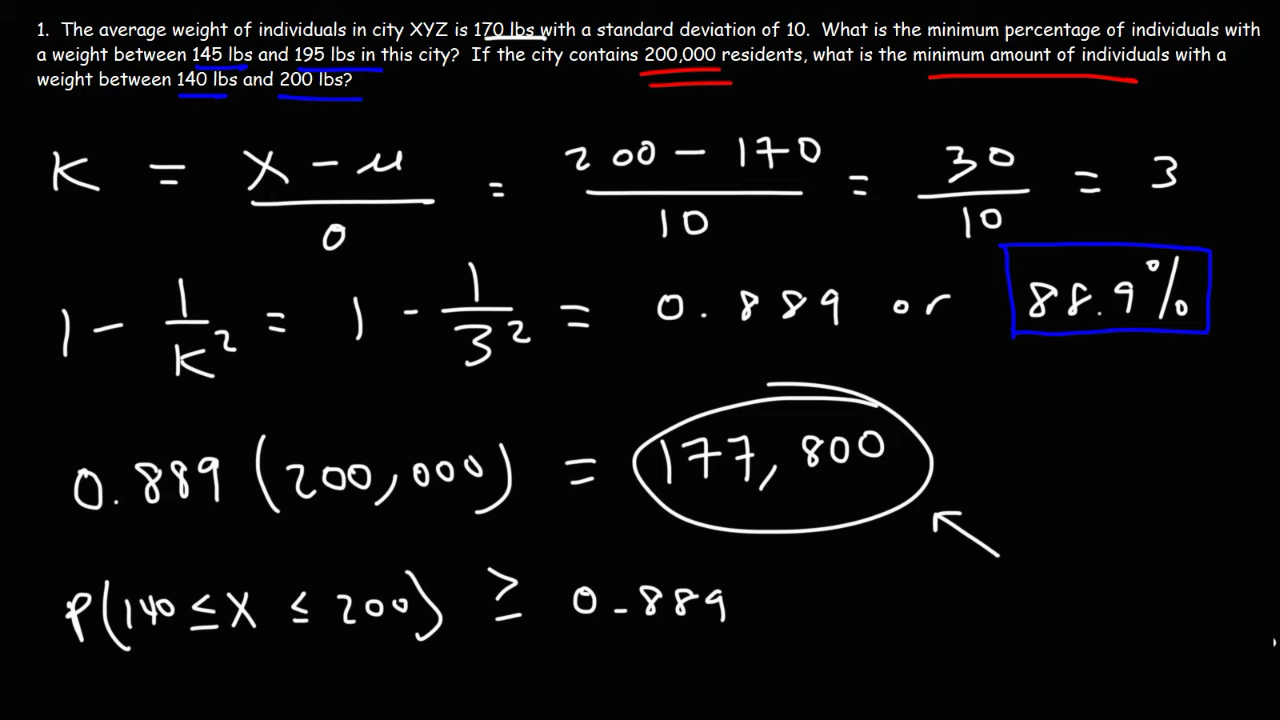 1. The average weight of individuals in city XYZ is 170 lbs with a standard deviation of 10. What is the minimum percentage of individuals with
a weight between 145 lbs and 195 lbs in this city? If the city contains 200,000 residents, what is the minimum amount of individuals with a
weight between 140 lbs and 200 lbs?
K = (X - μ)/σ = (200 - 170)/10 = 30/10 = 3
1 - 1/K² = 1 - 1/3² = 0.889 or 88.9%
0.889 (200,000) = 177,800
P(140 ≤ X ≤ 200) ≥ 0.889